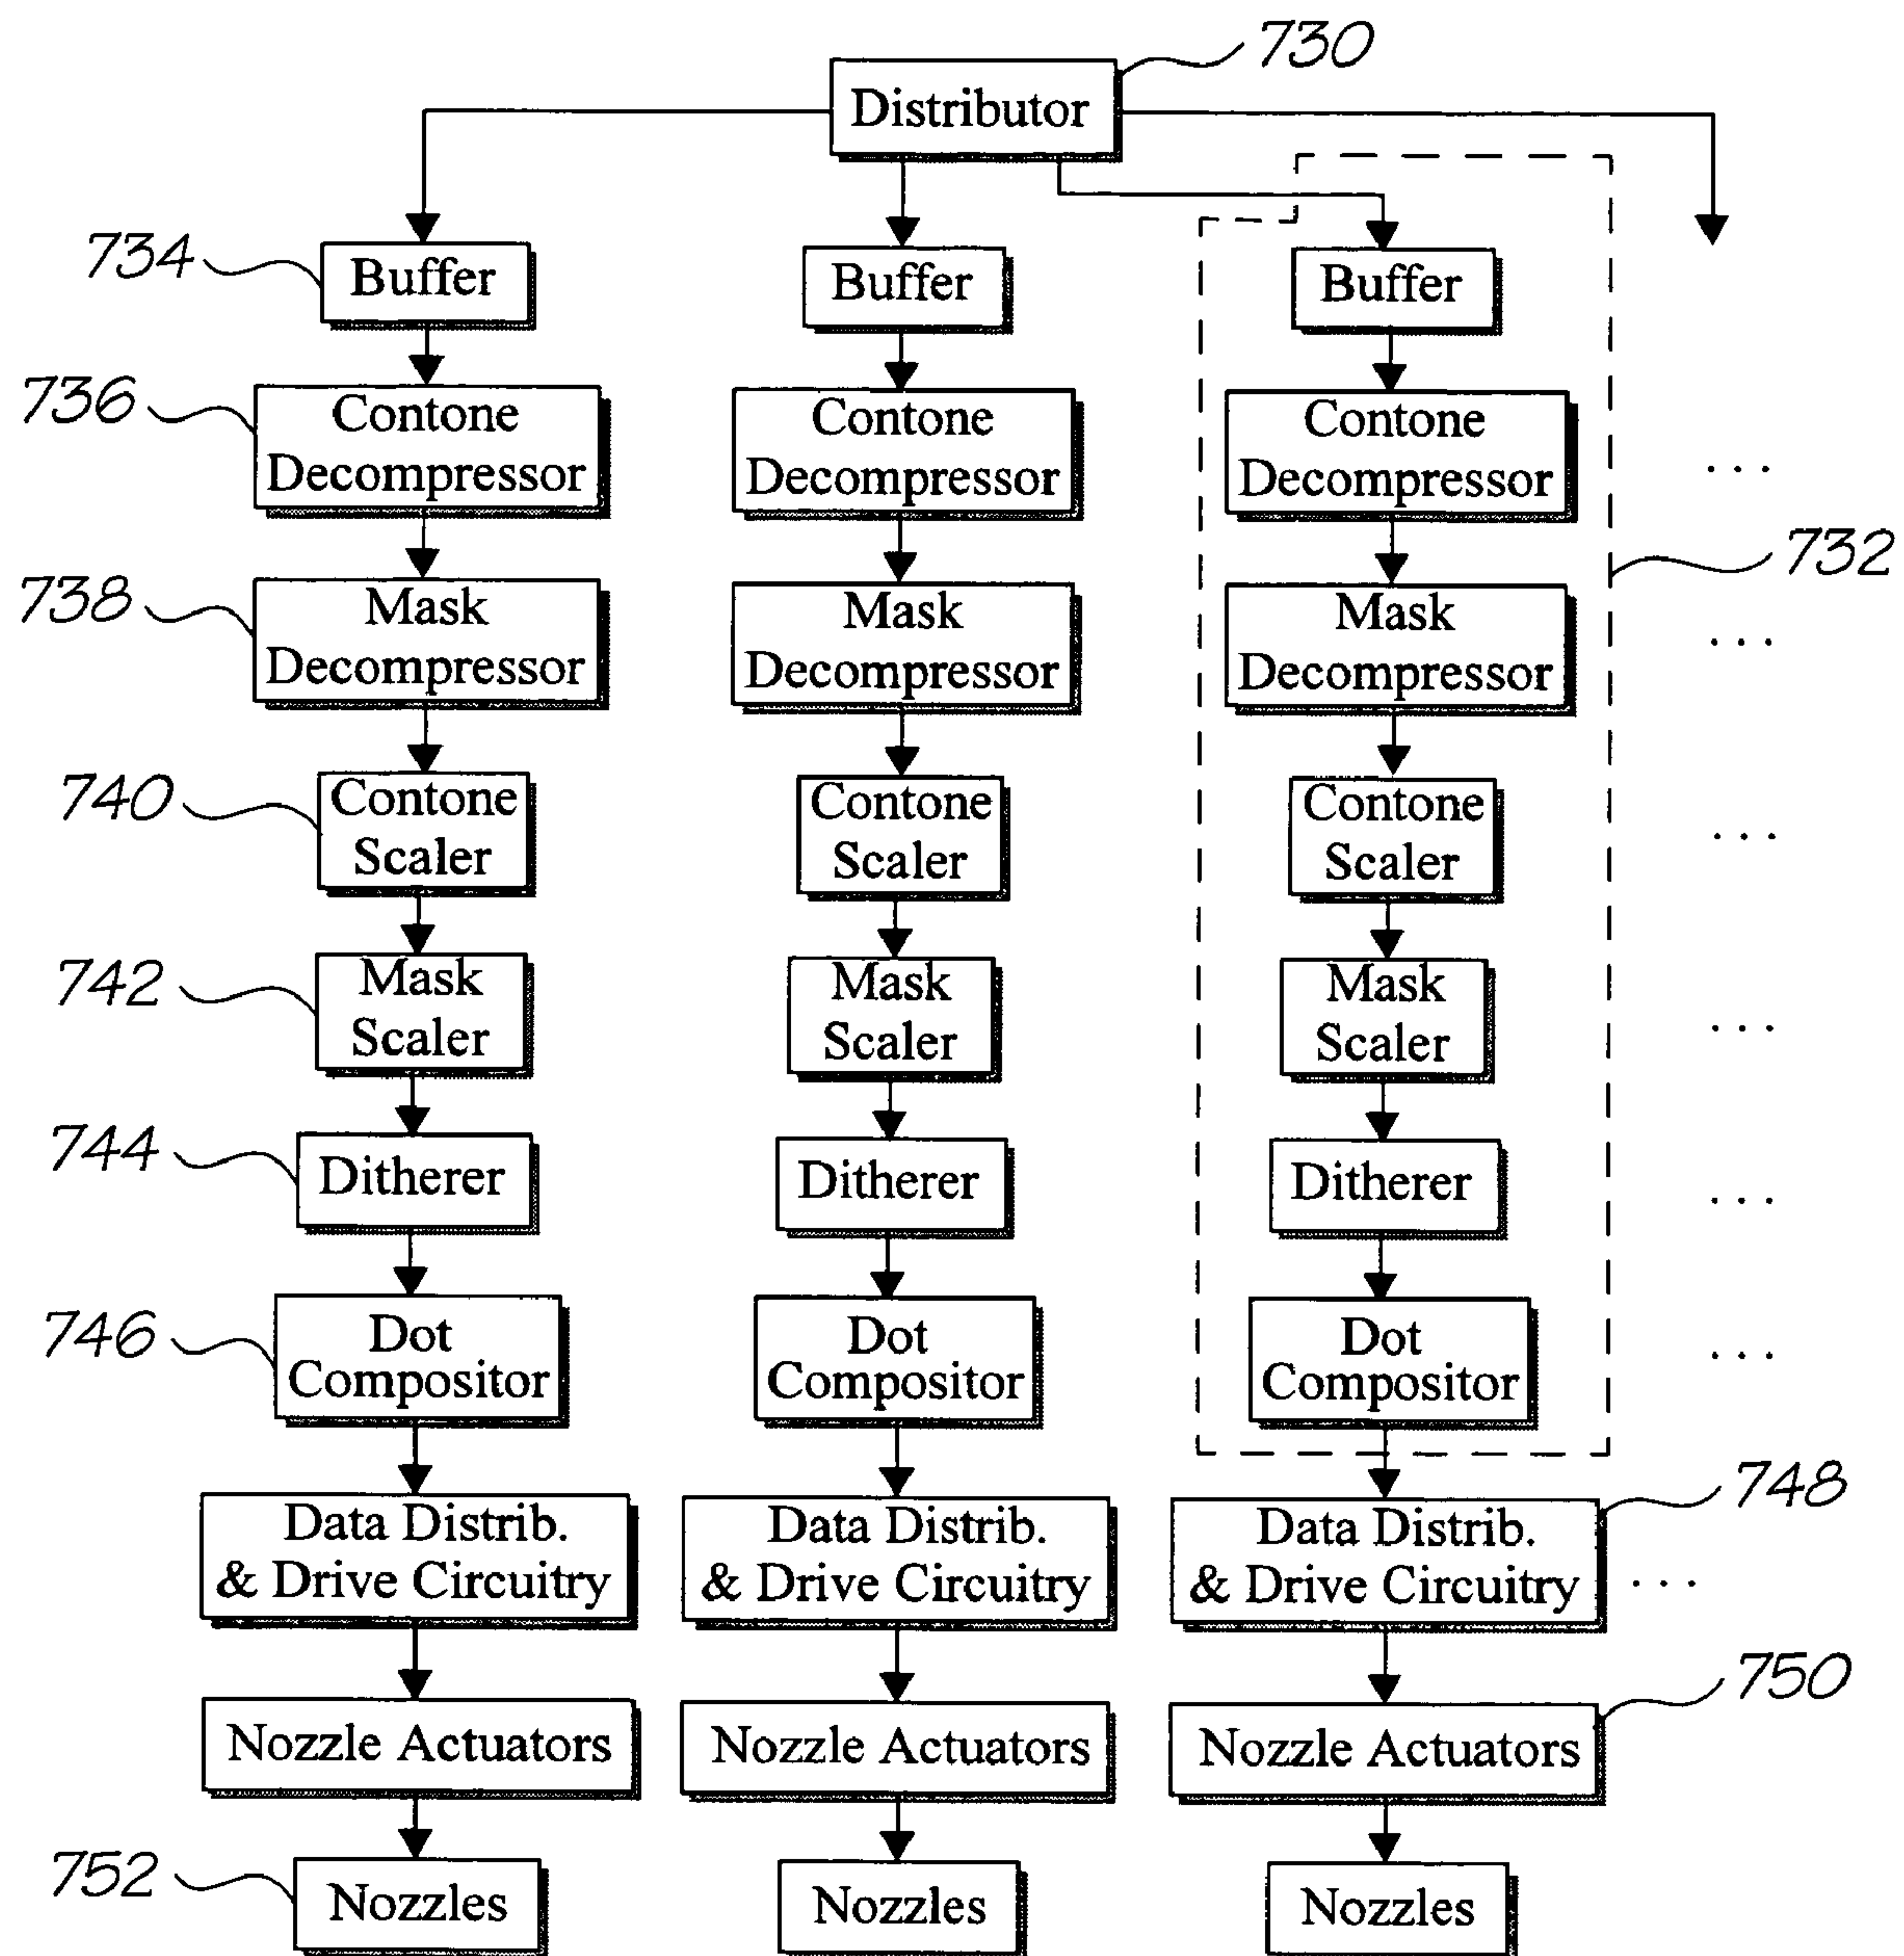 730
Distributor
734
Buffer
Buffer
Buffer
736
Contone
Decompressor
Contone
Decompressor
Contone
Decompressor
...
732
738
Mask
Decompressor
Mask
Decompressor
Mask
Decompressor
...
740
Contone
Scaler
Contone
Scaler
Contone
Scaler
...
742
Mask
Scaler
Mask
Scaler
Mask
Scaler
...
744
Ditherer
Ditherer
Ditherer
...
746
Dot
Compositor
Dot
Compositor
Dot
Compositor
...
748
Data Distrib.
& Drive Circuitry
Data Distrib.
& Drive Circuitry
Data Distrib.
& Drive Circuitry
...
750
Nozzle Actuators
Nozzle Actuators
Nozzle Actuators
752
Nozzles
Nozzles
Nozzles